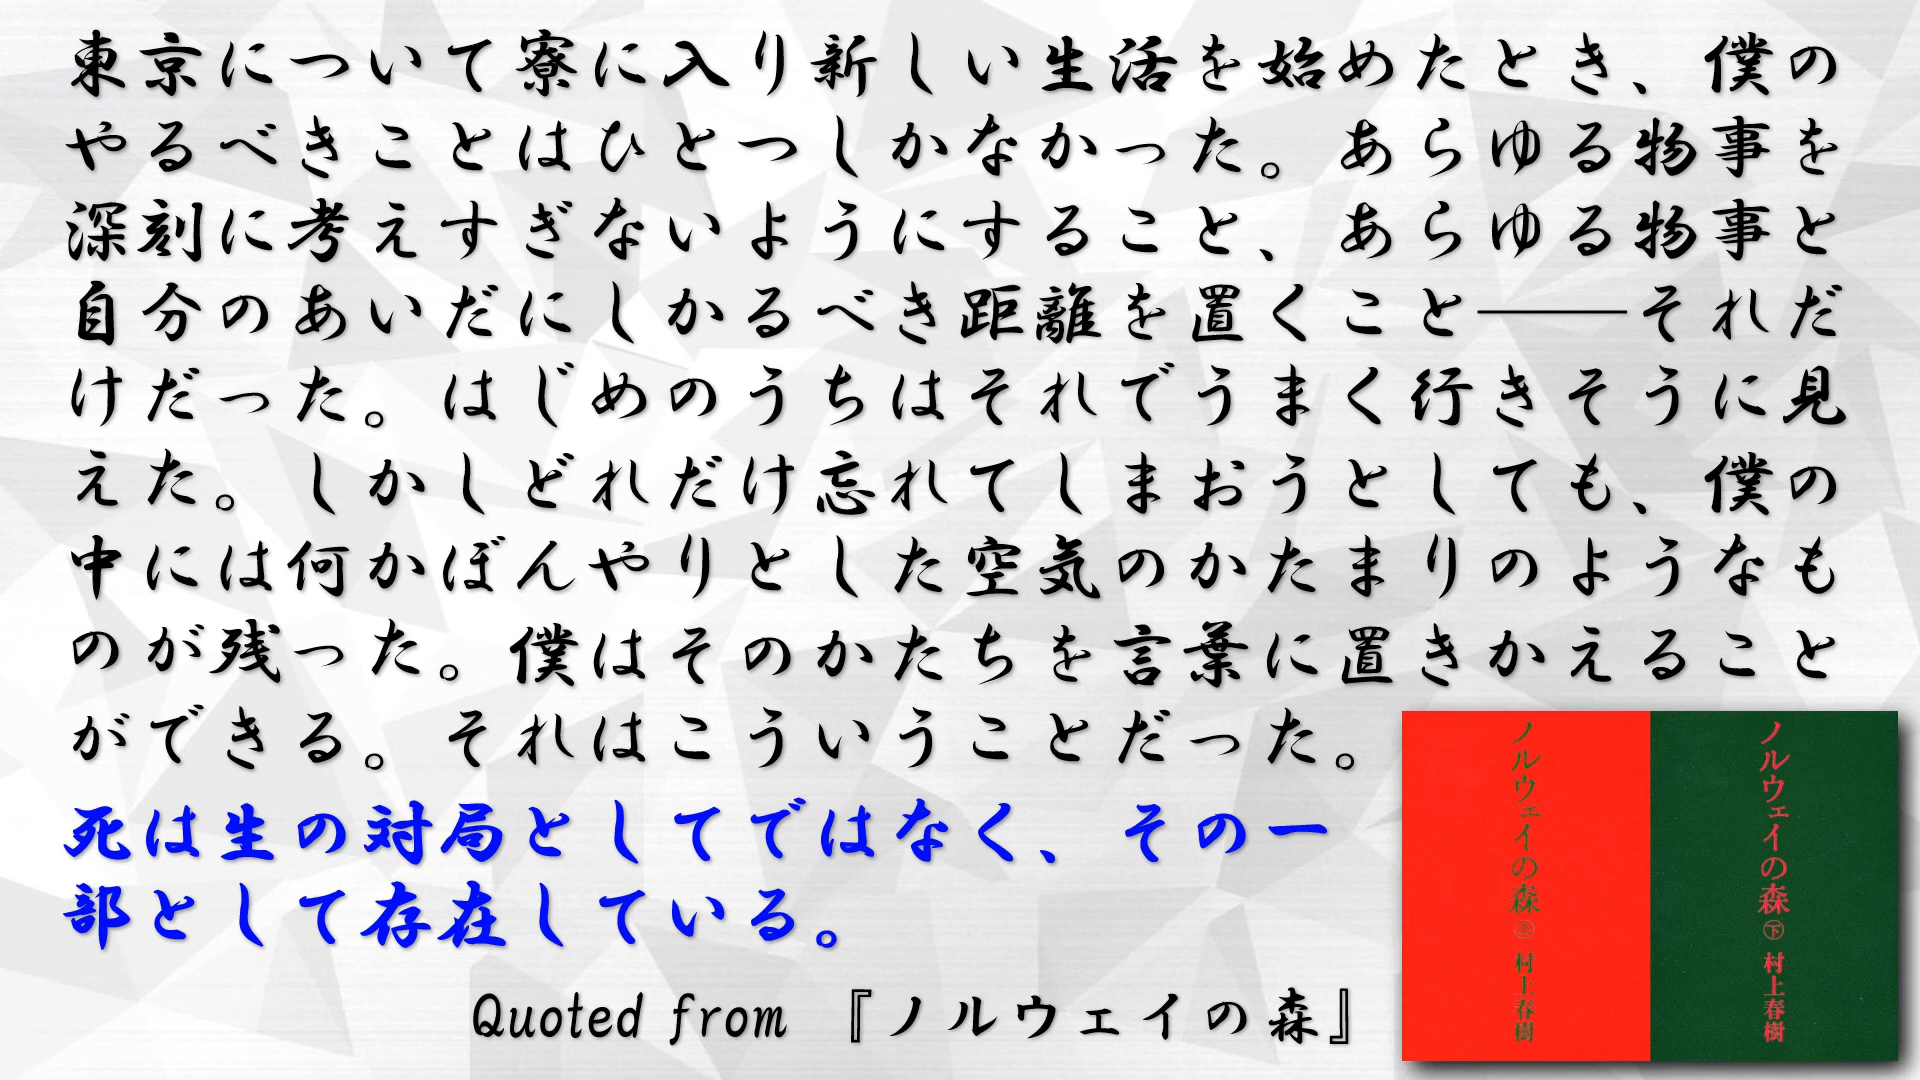 東京について寮に入り新しい生活を始めたとき、僕の
やるべきことはひとつしかなかった。あらゆる物事を
深刻に考えすぎないようにすること、あらゆる物事と
自分のあいだにしかるべき距離を置くこと――それだ
けだった。はじめのうちはそれでうまく行きそうに見
えた。しかしどれだけ忘れてしまおうとしても、僕の
中には何かぼんやりとした空気のかたまりのようなも
のが残った。僕はそのかたちを言葉に置きかえること
ができる。それはこういうことだった。
死は生の対局としてではなく、その一
部として存在している。
Quoted from 『ノルウェイの森』
ノルウェイの森㊤ 村上春樹
ノルウェイの森㊦ 村上春樹